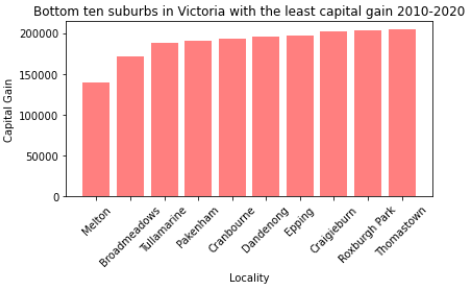 Bottom ten suburbs in Victoria with the least capital gain 2010-2020
200000
150000
100000
50000
0
Capital Gain
Melton
Broadmeadows
Tullamarine
Pakenham
Cranbourne
Dandenong
Epping
Craigieburn
Roxburgh Park
Thomastown
Locality